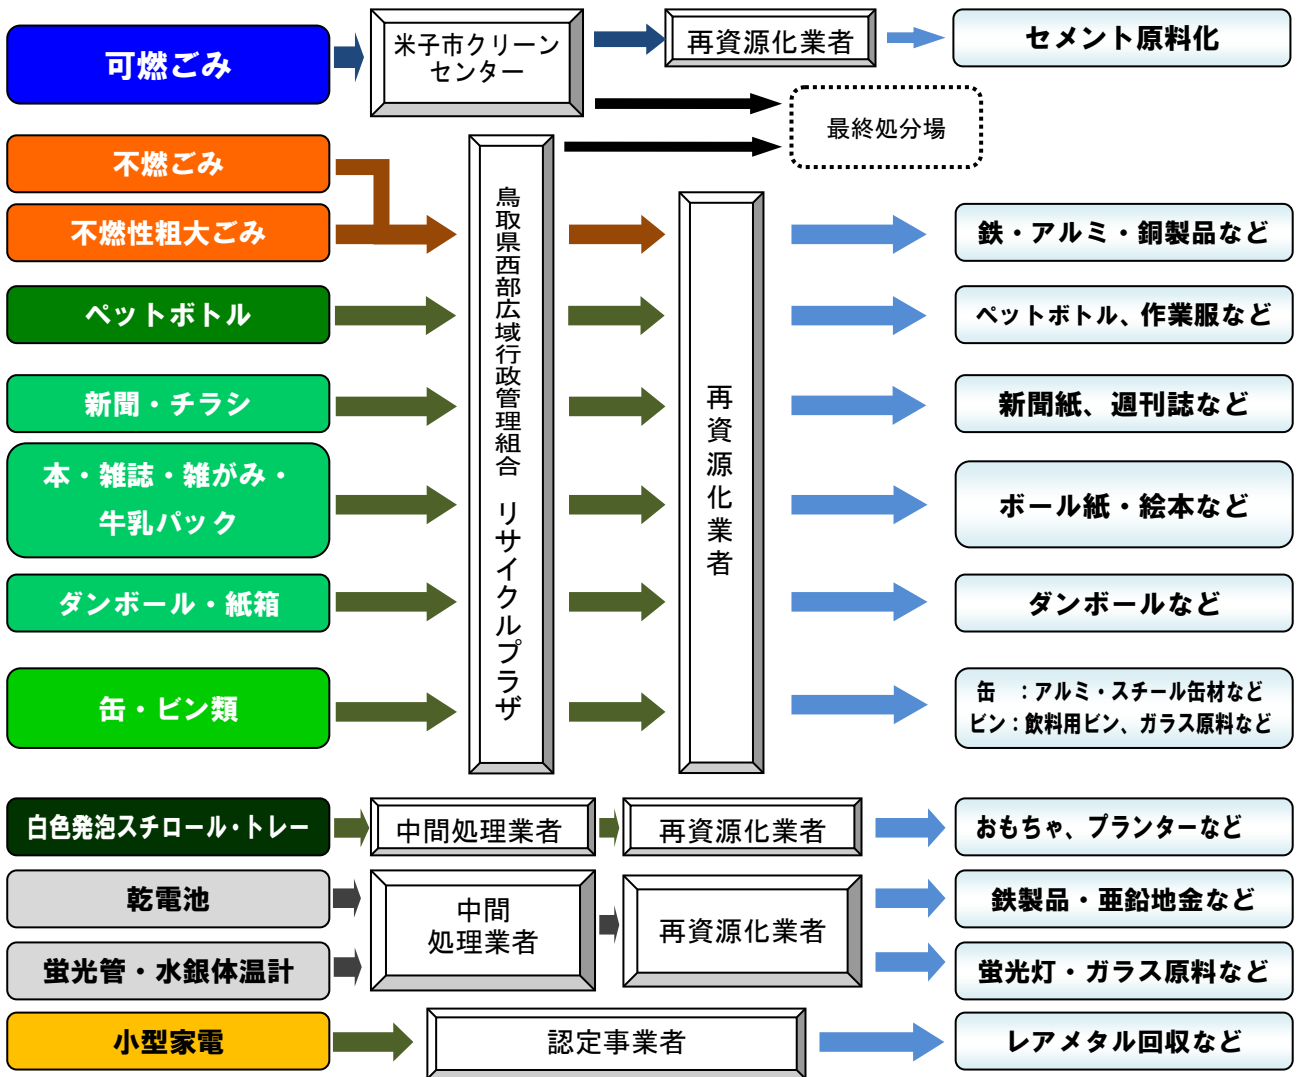 可燃ごみ
米子市クリーン
センター
再資源化業者
セメント原料化
最終処分場
不燃ごみ
不燃性粗大ごみ
鳥取県西部広域行政管理組合 リサイクルプラザ
再資源化業者
鉄・アルミ・銅製品など
ペットボトル
ペットボトル、作業服など
新聞・チラシ
新聞紙、週刊誌など
本・雑誌・雑がみ・
牛乳パック
ボール紙・絵本など
ダンボール・紙箱
ダンボールなど
缶・ビン類
缶　：アルミ・スチール缶材など
ビン：飲料用ビン、ガラス原料など
白色発泡スチロール・トレー
中間処理業者
再資源化業者
おもちゃ、プランターなど
乾電池
中間
処理業者
再資源化業者
鉄製品・亜鉛地金など
蛍光管・水銀体温計
蛍光灯・ガラス原料など
小型家電
認定事業者
レアメタル回収など